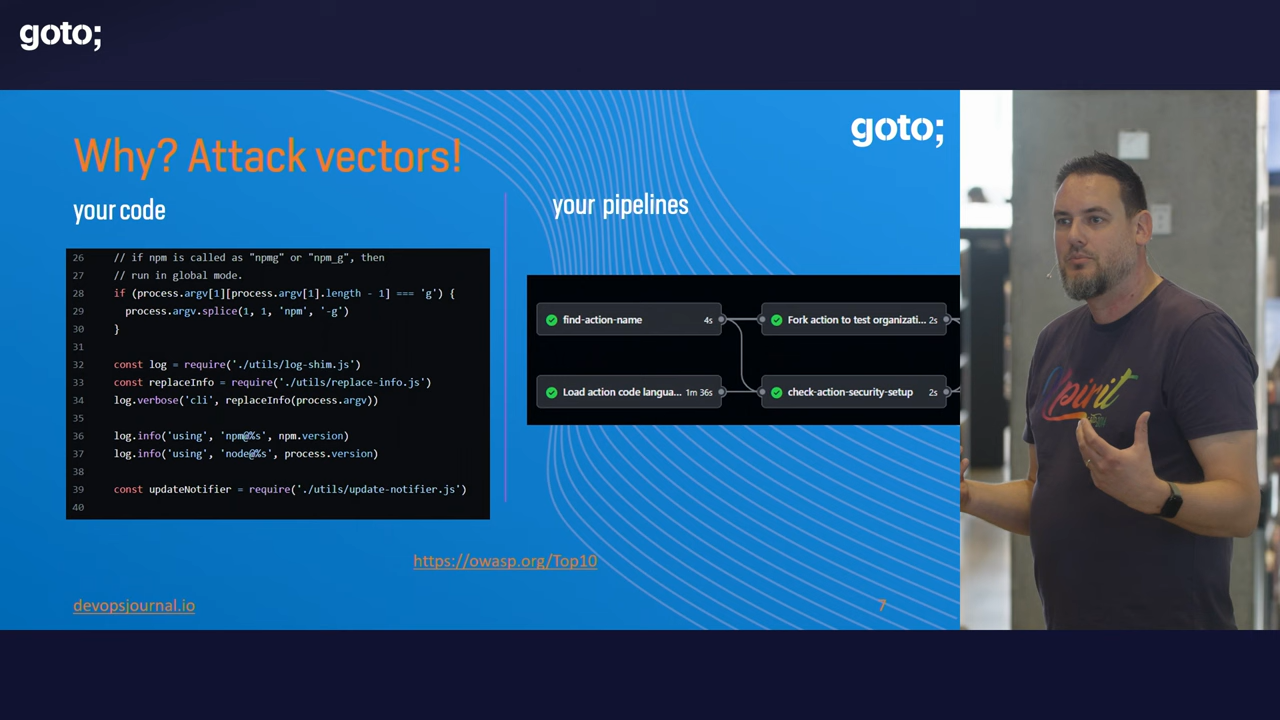 goto;
goto;
Why? Attack vectors!
your code
26 // if npm is called as "npmg" or "npm_g", then
27 // run in global mode.
28 if (process.argv[1][process.argv[1].length - 1] === 'g') {
29 process.argv.splice(1, 1, 'npm', '-g')
30 }
31
32 const log = require('./utils/log-shim.js')
33 const replaceInfo = require('./utils/replace-info.js')
34 log.verbose('cli', replaceInfo(process.argv))
35
36 log.info('using', 'npm@%s', npm.version)
37 log.info('using', 'node@%s', process.version)
38
39 const updateNotifier = require('./utils/update-notifier.js')
40
your pipelines
find-action-name 4s
Fork action to test organizati... 2s
Load action code langua... 1m 36s
check-action-security-setup 2s
https://owasp.org/Top10
devopsjournal.io
7